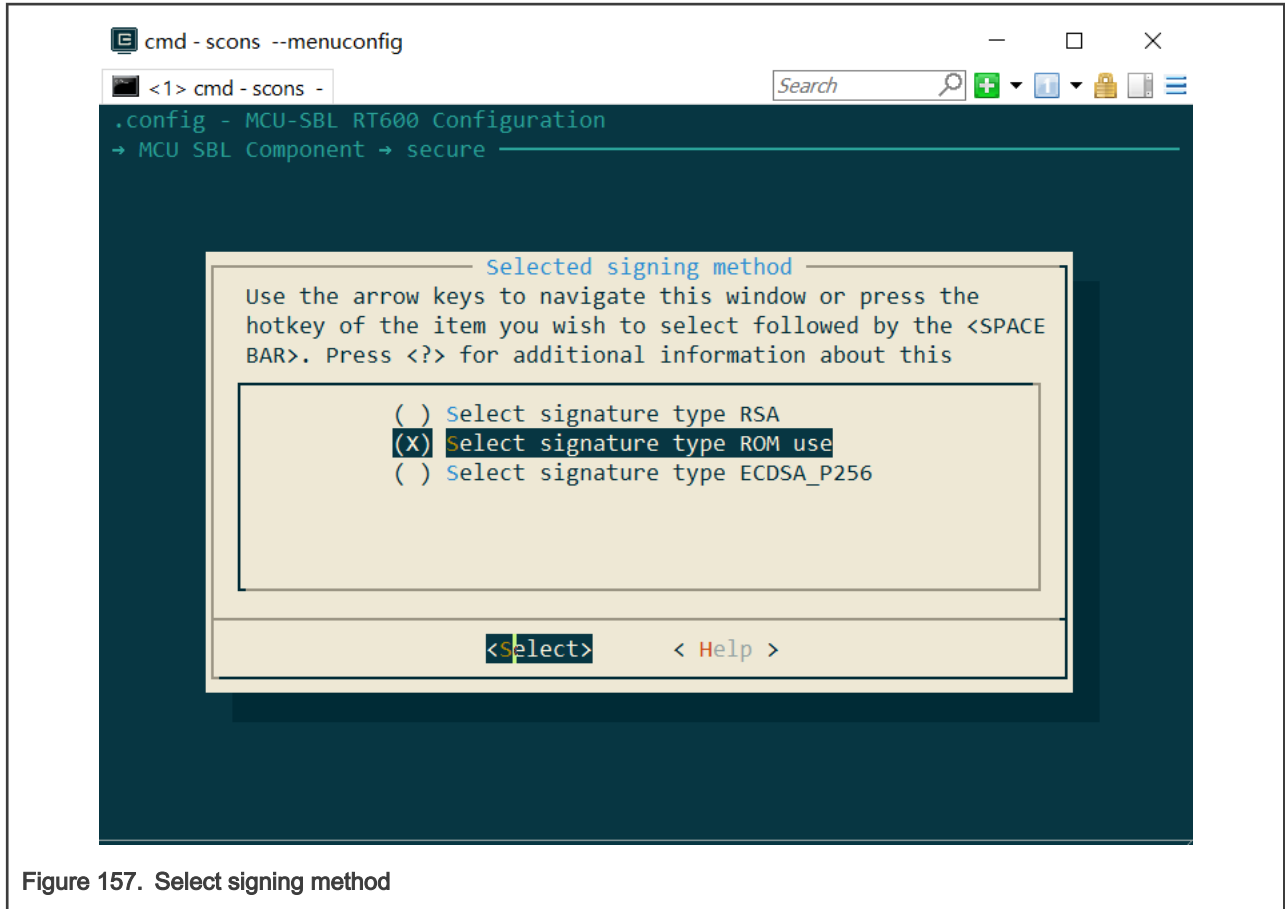 cmd - scons --menuconfig
<1> cmd - scons -
Search
.config - MCU-SBL RT600 Configuration
→ MCU SBL Component → secure
Selected signing method
Use the arrow keys to navigate this window or press the
hotkey of the item you wish to select followed by the <SPACE
BAR>. Press <?> for additional information about this
( ) Select signature type RSA
(X) Select signature type ROM use
( ) Select signature type ECDSA_P256
<Select> < Help >
Figure 157. Select signing method